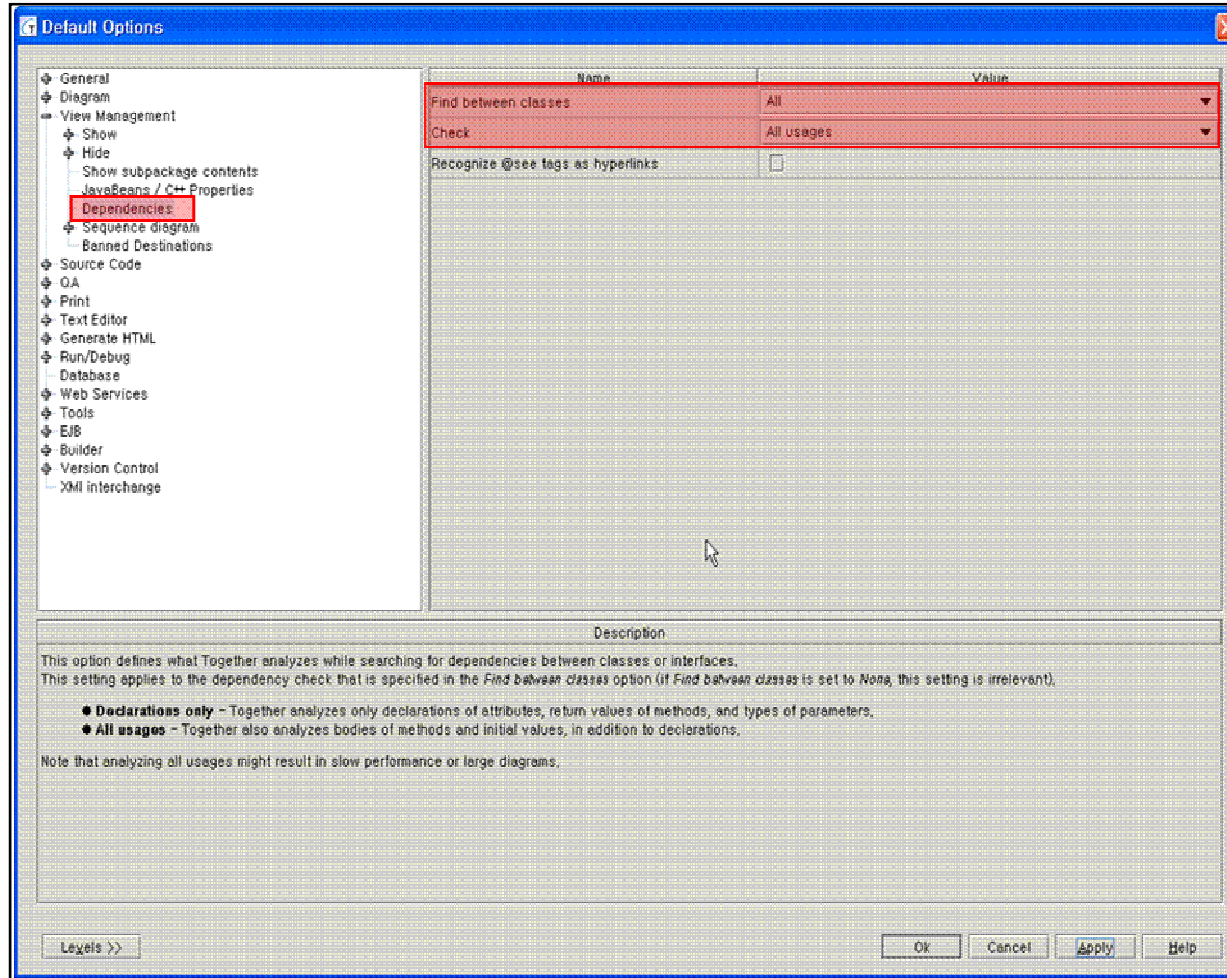 Default Options
General
Diagram
View Management
Show
Hide
Show subpackage contents
JavaBeans / C++ Properties
Dependencies
Sequence diagram
Banned Destinations
Source Code
QA
Print
Text Editor
Generate HTML
Run/Debug
Database
Web Services
Tools
EJB
Builder
Version Control
XMI interchange
Name Value
Find between classes All
Check All usages
Recognize @see tags as hyperlinks
Description
This option defines what Together analyzes while searching for dependencies between classes or interfaces.
This setting applies to the dependency check that is specified in the Find between classes option (if Find between classes is set to None, this setting is irrelevant).
● Declarations only - Together analyzes only declarations of attributes, return values of methods, and types of parameters.
● All usages - Together also analyzes bodies of methods and initial values, in addition to declarations.
Note that analyzing all usages might result in slow performance or large diagrams.
Levels >> Ok Cancel Apply Help